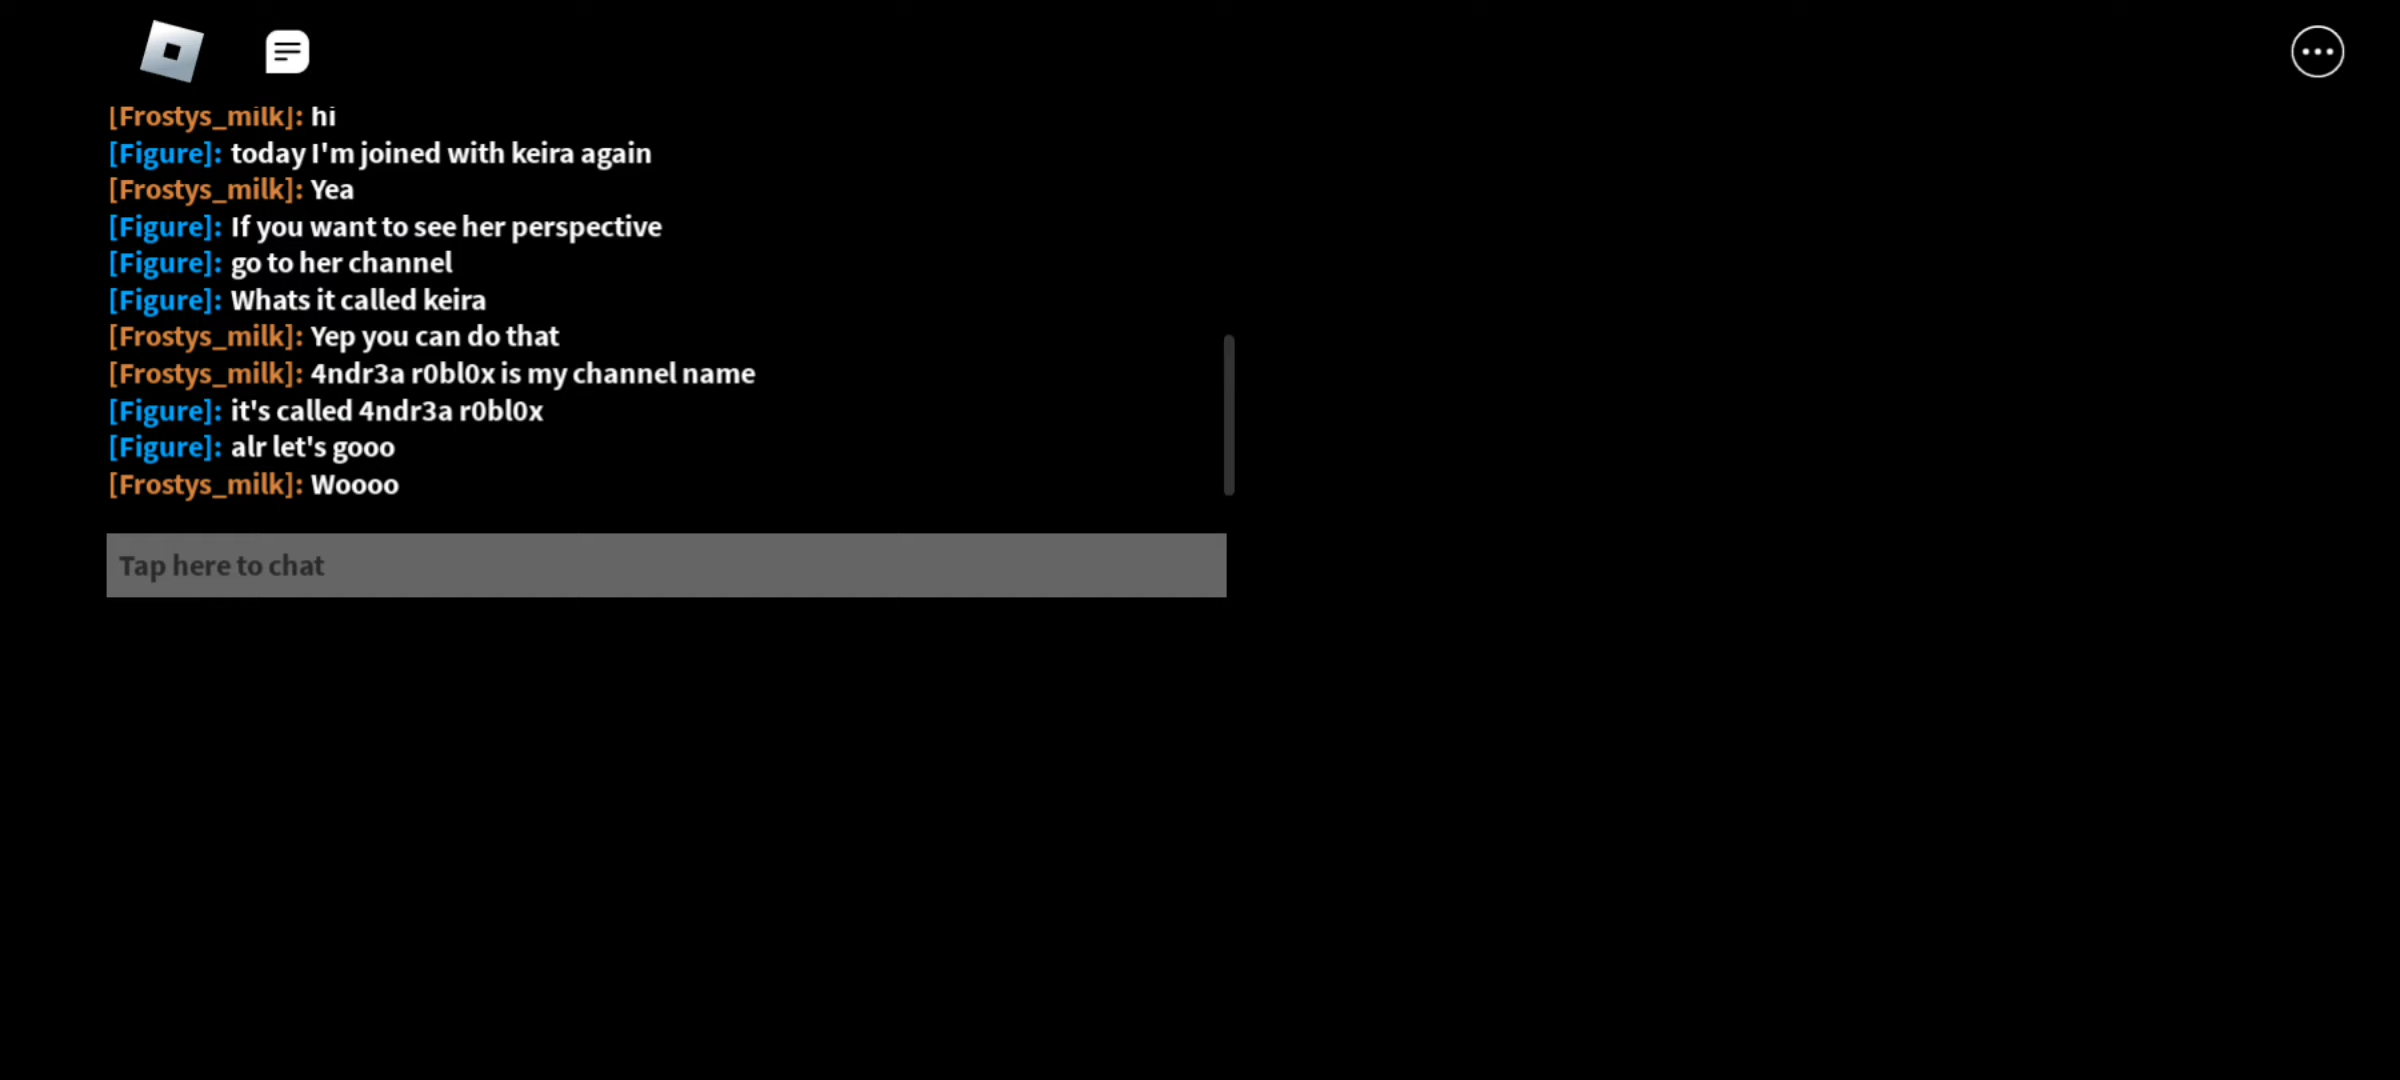 [Frostys_milk]: hi
[Figure]: today I'm joined with keira again
[Frostys_milk]: Yea
[Figure]: If you want to see her perspective
[Figure]: go to her channel
[Figure]: Whats it called keira
[Frostys_milk]: Yep you can do that
[Frostys_milk]: 4ndr3a r0bl0x is my channel name
[Figure]: it's called 4ndr3a r0bl0x
[Figure]: alr let's gooo
[Frostys_milk]: Woooo
Tap here to chat